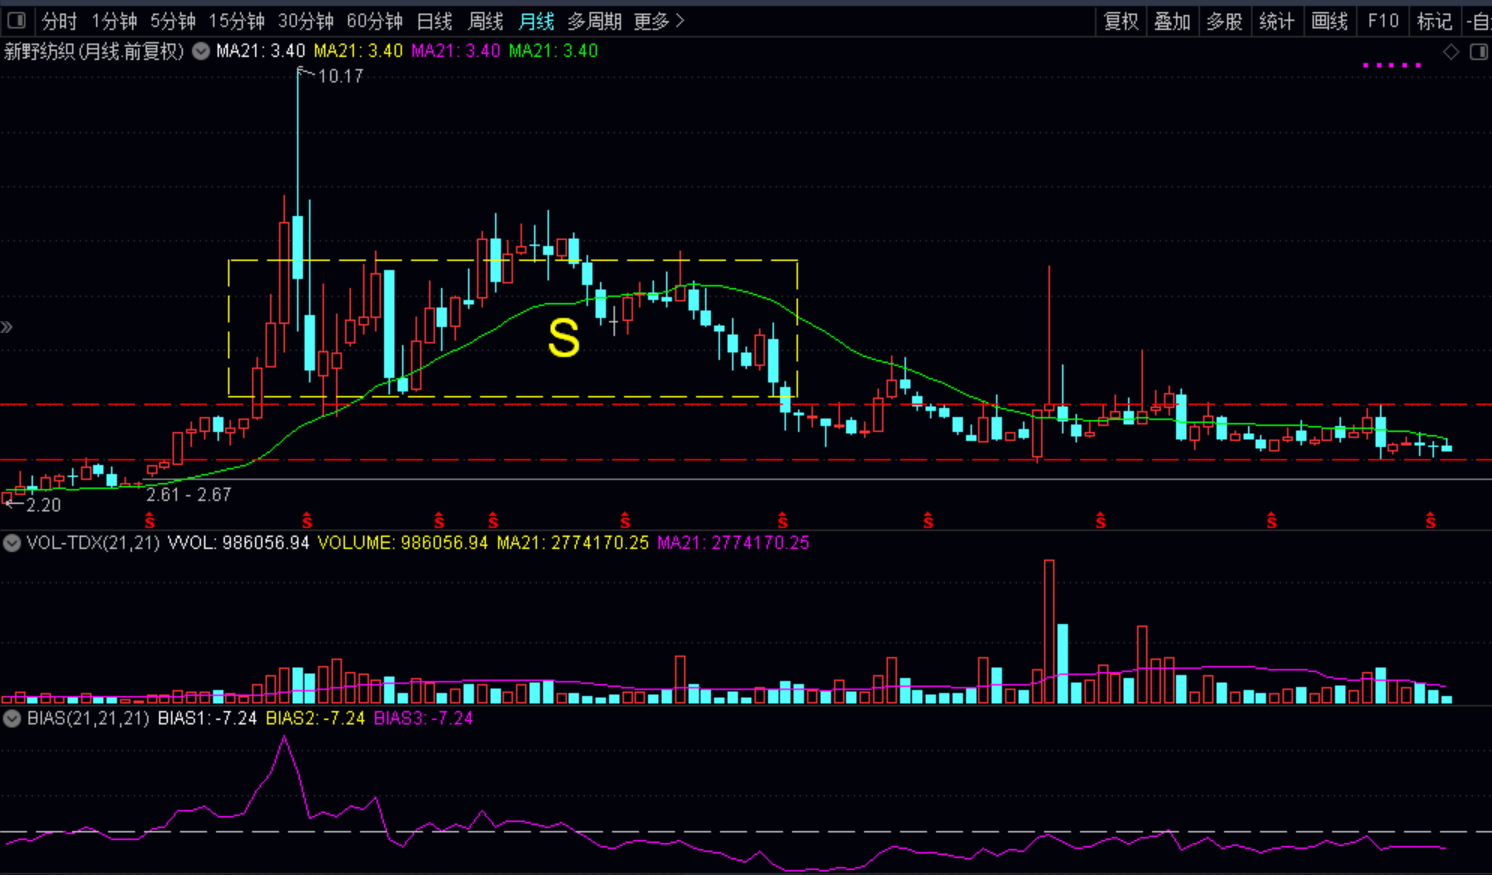 分时 1分钟 5分钟 15分钟 30分钟 60分钟 日线 周线 月线 多周期 更多 > 复权 叠加 多股 统计 画线 F10 标记 -自
新野纺织(月线.前复权) MA21: 3.40 MA21: 3.40 MA21: 3.40 MA21: 3.40
10.17
S
2.61 - 2.67
←2.20
S S S S S S S S S S
VOL-TDX(21,21) VVOL: 986056.94 VOLUME: 986056.94 MA21: 2774170.25 MA21: 2774170.25
BIAS(21,21,21) BIAS1: -7.24 BIAS2: -7.24 BIAS3: -7.24